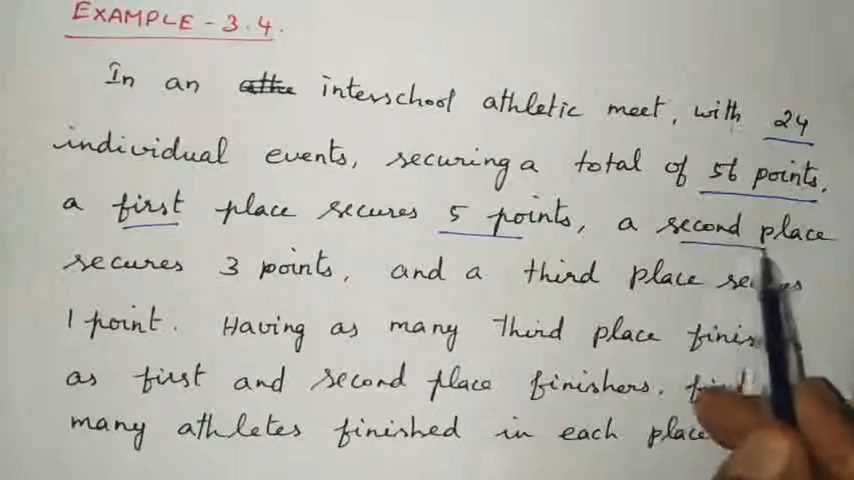 EXAMPLE - 3.4.
In an interschool athletic meet, with 24
individual events, securing a total of 56 points,
a first place secures 5 points, a second place
secures 3 points, and a third place
1 point. Having as many third place
as first and second place finishers,
many athletes finished in each place